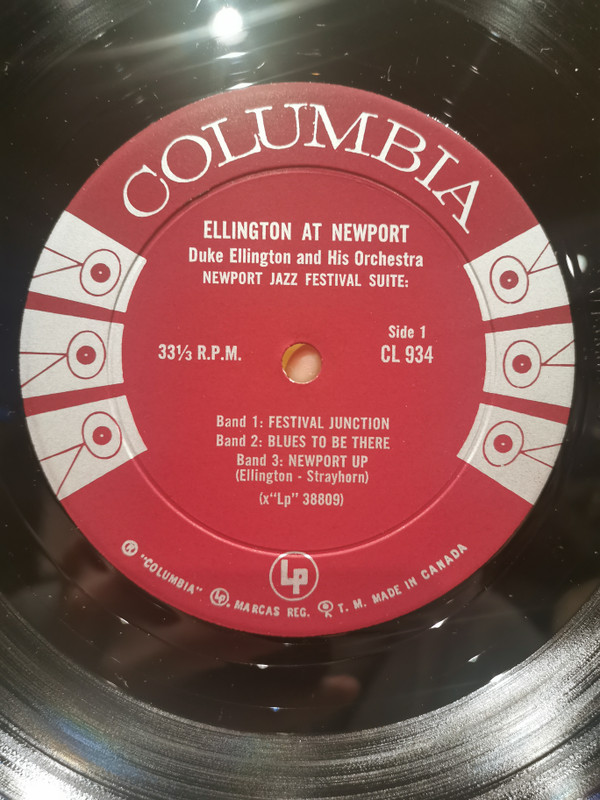 COLUMBIA
ELLINGTON AT NEWPORT
Duke Ellington and His Orchestra
NEWPORT JAZZ FESTIVAL SUITE:
Side 1
33⅓ R.P.M. CL 934
Band 1: FESTIVAL JUNCTION
Band 2: BLUES TO BE THERE
Band 3: NEWPORT UP
(Ellington - Strayhorn)
(x"Lp" 38809)
Lp
® "COLUMBIA" Lp, MARCAS REG. T. M. MADE IN CANADA